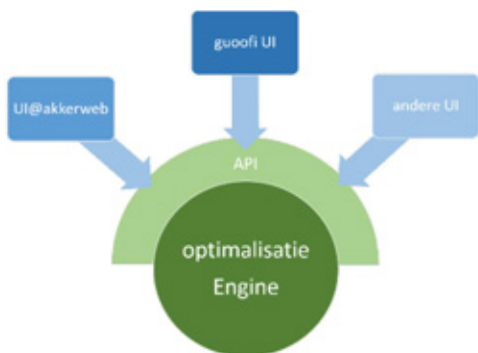 guoofi UI
UI@akkerweb
andere UI
API
optimalisatie
Engine